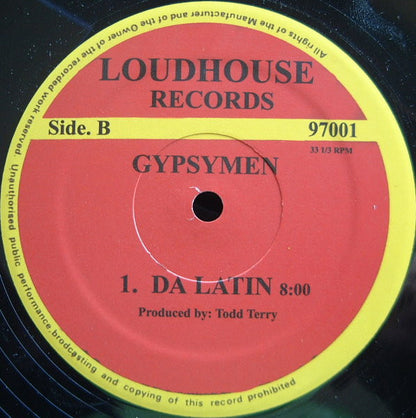 LOUDHOUSE
RECORDS
Side. B
97001
33 1/3 RPM
GYPSYMEN
1. DA LATIN 8:00
Produced by: Todd Terry
All rights of the Manufacturer and of the Owner of the recorded work reserved. Unauthorised public performance, brodcasting and copying of this record prohibited